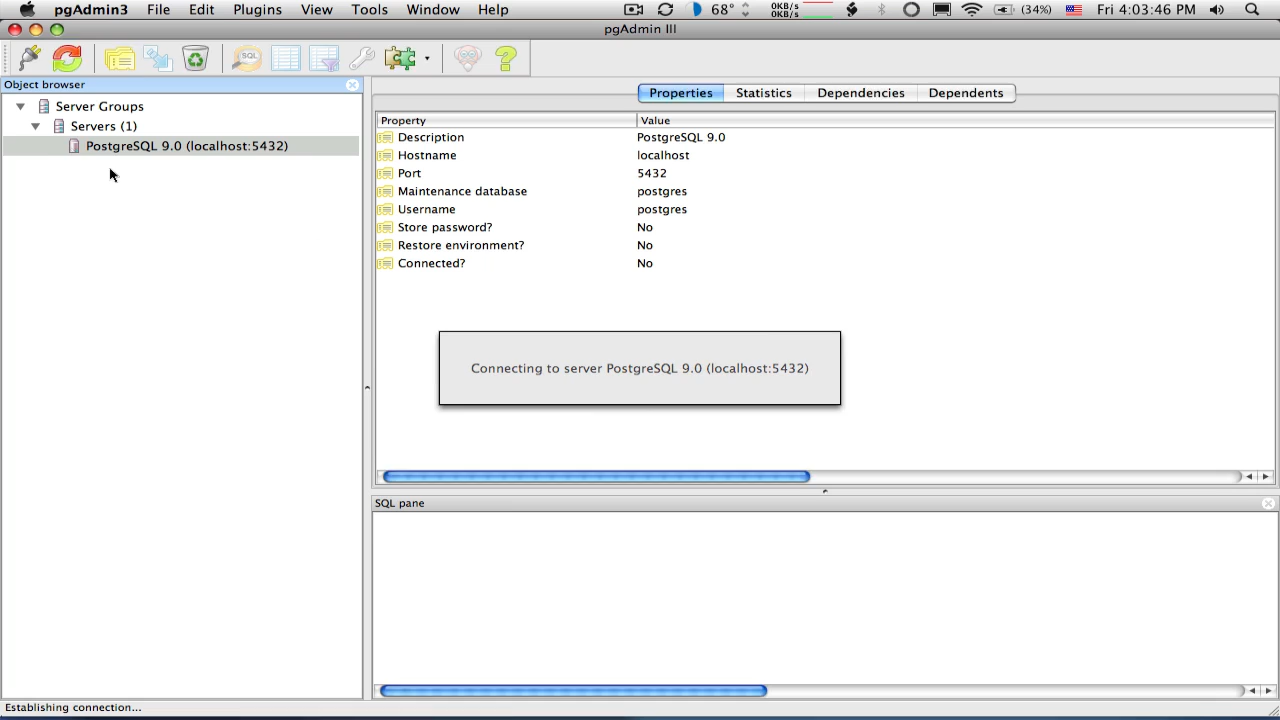 pgAdmin3 File Edit Plugins View Tools Window Help 68° 0KB/s 0KB/s (34%) Fri 4:03:46 PM
pgAdmin III
SQL
Object browser
Server Groups
Servers (1)
PostgreSQL 9.0 (localhost:5432)
Properties Statistics Dependencies Dependents
Property Value
Description PostgreSQL 9.0
Hostname localhost
Port 5432
Maintenance database postgres
Username postgres
Store password? No
Restore environment? No
Connected? No
Connecting to server PostgreSQL 9.0 (localhost:5432)
SQL pane
Establishing connection...